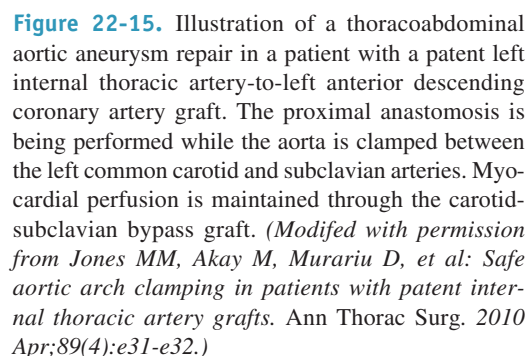 Figure 22-15. Illustration of a thoracoabdominal
aortic aneurysm repair in a patient with a patent left
internal thoracic artery-to-left anterior descending
coronary artery graft. The proximal anastomosis is
being performed while the aorta is clamped between
the left common carotid and subclavian arteries. Myo-
cardial perfusion is maintained through the carotid-
subclavian bypass graft. (Modifed with permission
from Jones MM, Akay M, Murariu D, et al: Safe
aortic arch clamping in patients with patent inter-
nal thoracic artery grafts. Ann Thorac Surg. 2010
Apr;89(4):e31-e32.)